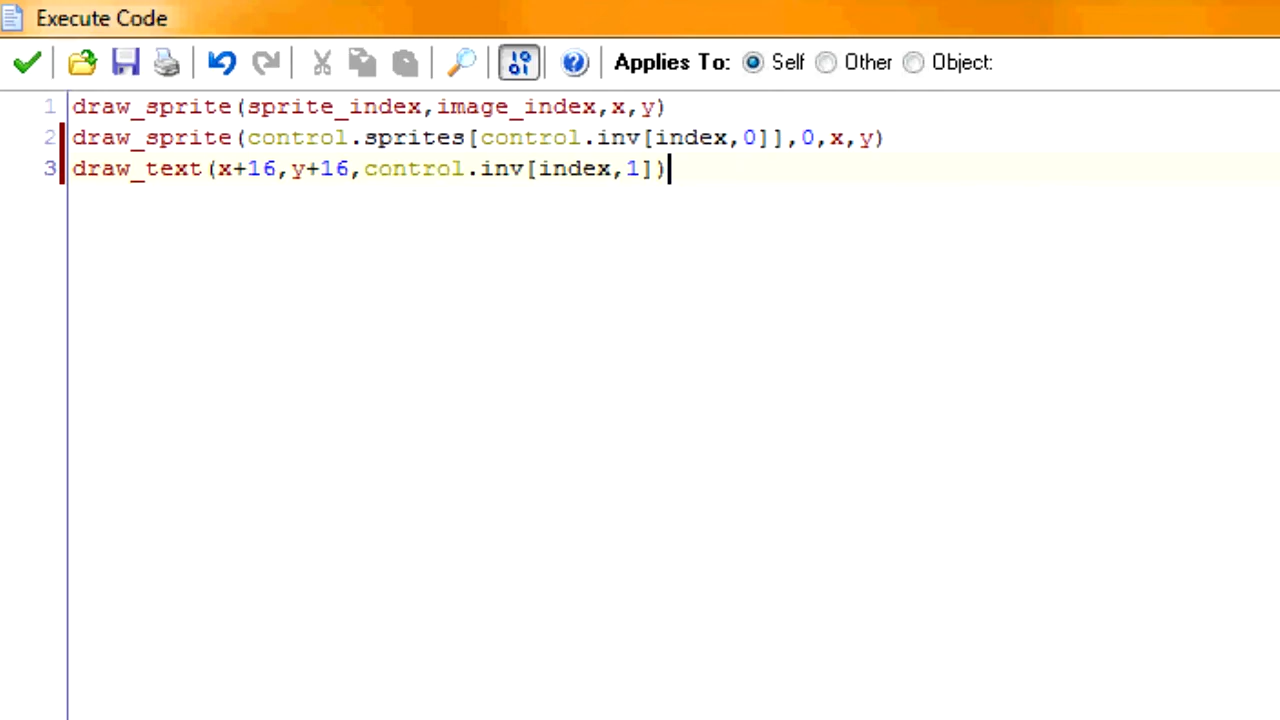 Execute Code
Applies To: Self Other Object:
1 draw_sprite(sprite_index,image_index,x,y)
2 draw_sprite(control.sprites[control.inv[index,0]],0,x,y)
3 draw_text(x+16,y+16,control.inv[index,1])